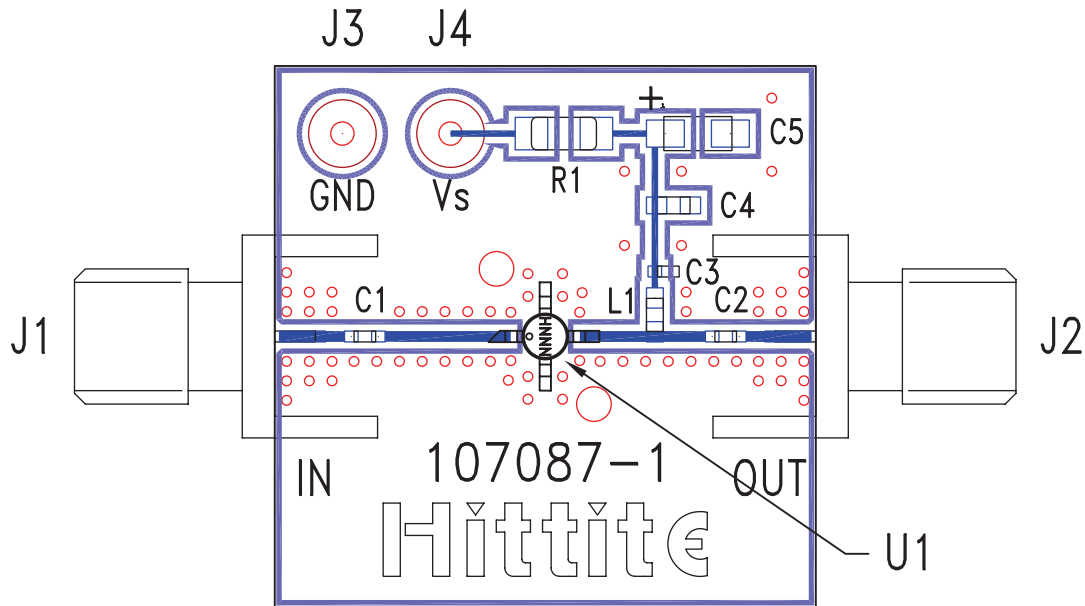 J3 J4
+
C5
R1
GND Vs
C4
C3
C1 L1 C2
J1 HNNN J2
107087-1
IN OUT
Hittite
U1